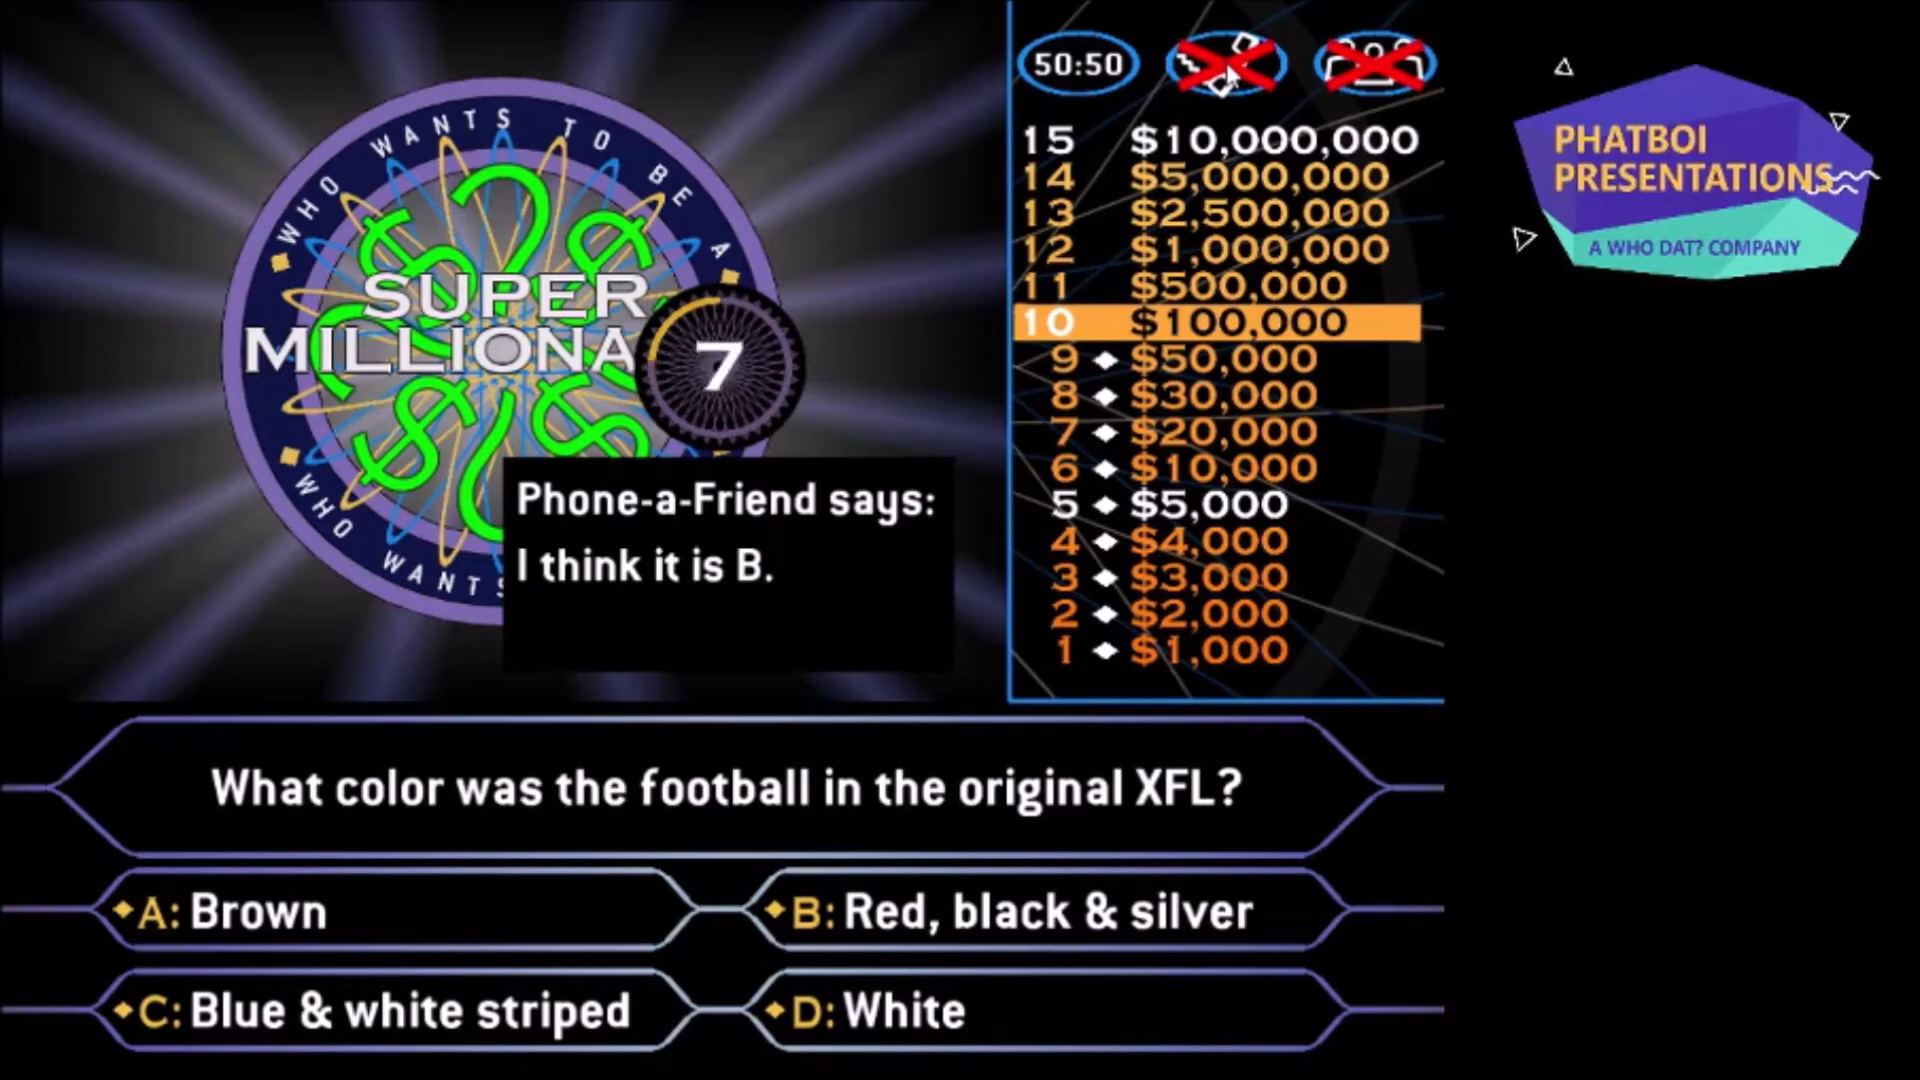 WHO WANTS TO BE A
SUPER
MILLIONA
WHO WANTS
7
Phone-a-Friend says:
I think it is B.
50:50
15 $10,000,000
14 $5,000,000
13 $2,500,000
12 $1,000,000
11 $500,000
10 $100,000
9 ◆ $50,000
8 ◆ $30,000
7 ◆ $20,000
6 ◆ $10,000
5 ◆ $5,000
4 ◆ $4,000
3 ◆ $3,000
2 ◆ $2,000
1 ◆ $1,000
PHATBOI
PRESENTATIONS
A WHO DAT? COMPANY
What color was the football in the original XFL?
◆A: Brown
◆B: Red, black & silver
◆C: Blue & white striped
◆D: White